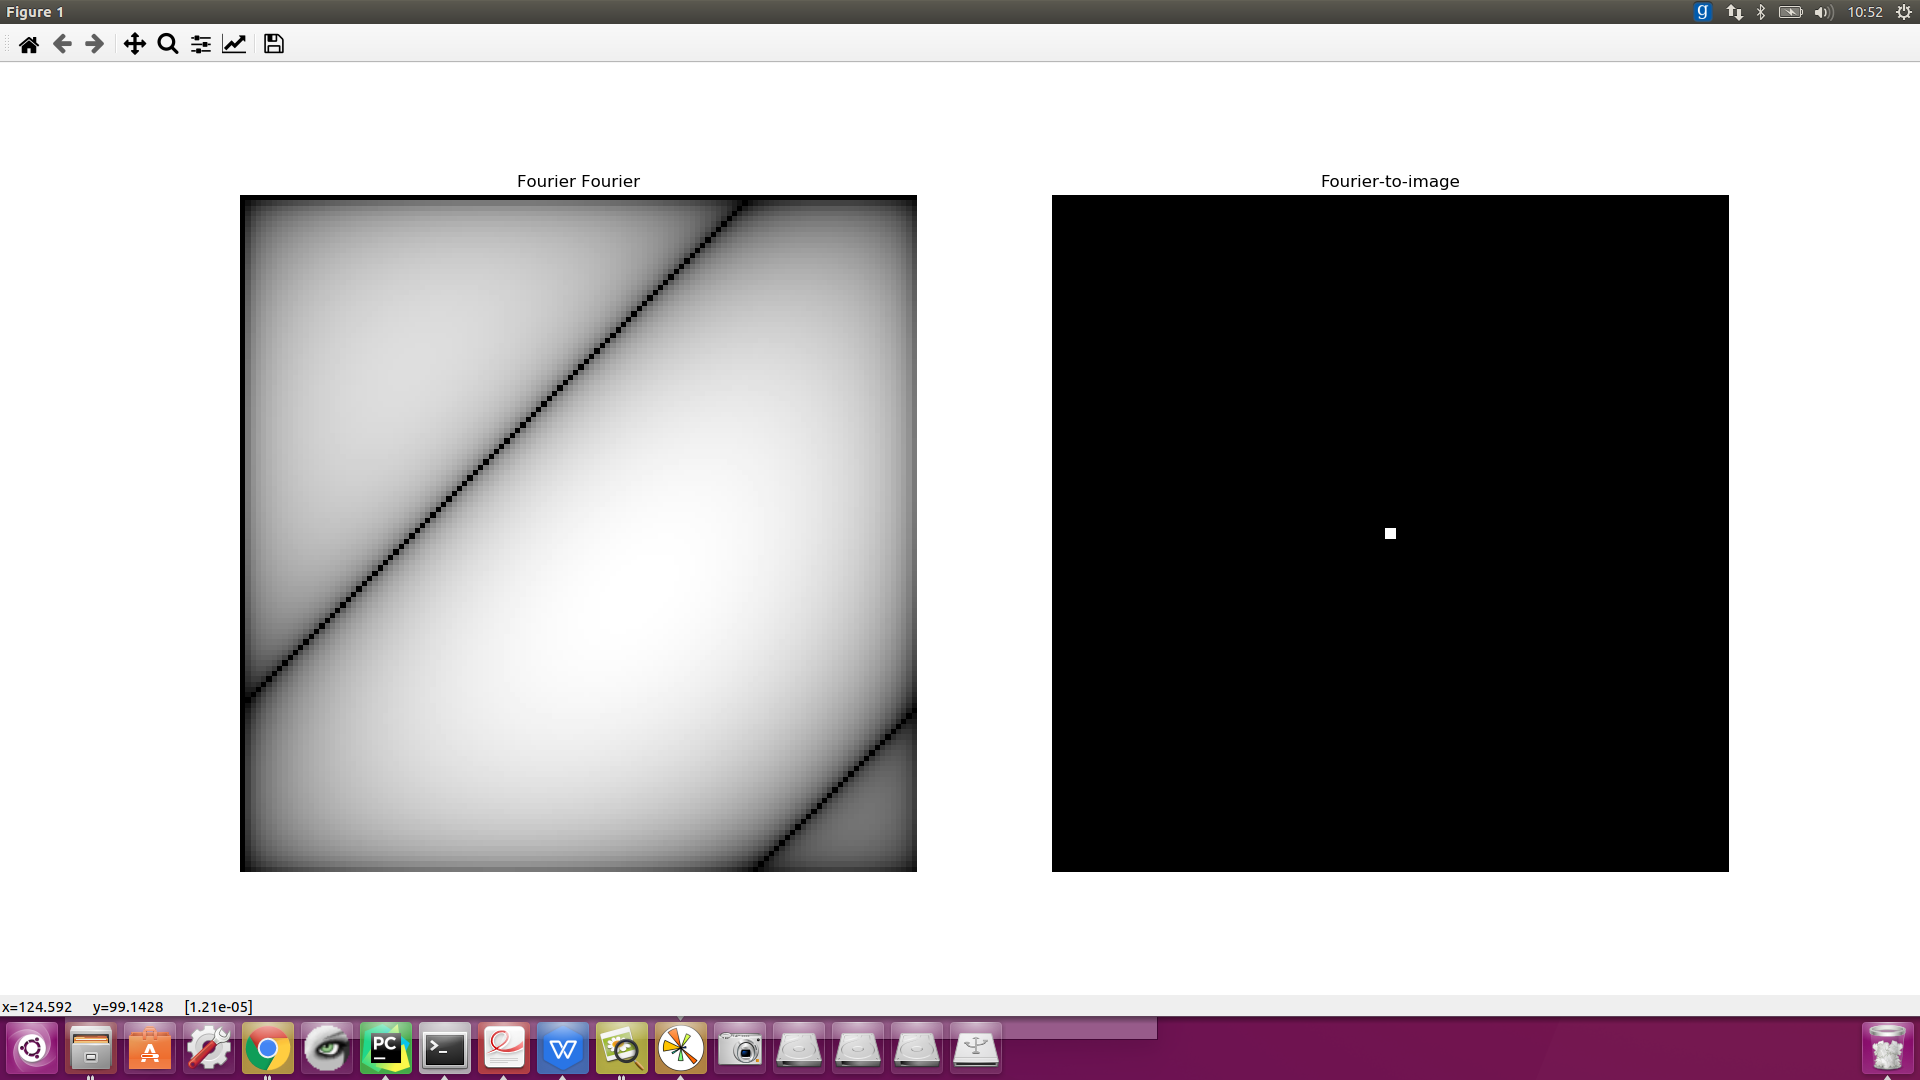 Figure 1
g
10:52
Fourier Fourier
Fourier-to-image
x=124.592 y=99.1428 [1.21e-05]
A
PC
>_
W